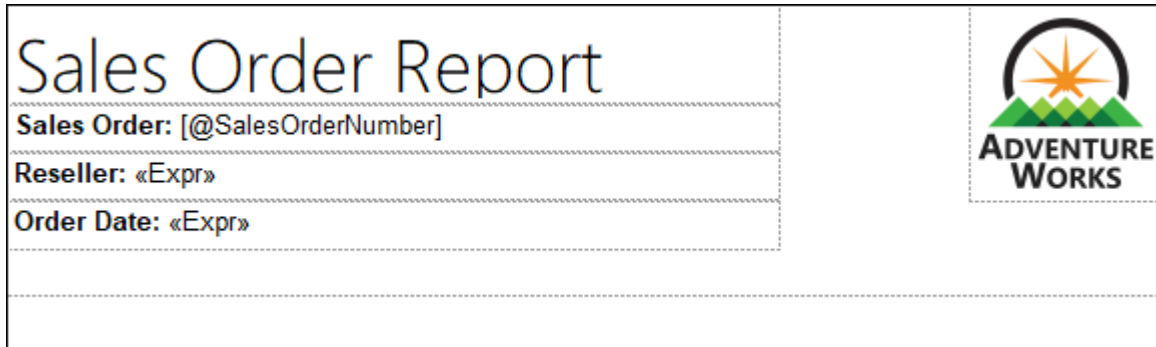 Sales Order Report
Sales Order: [@SalesOrderNumber]
Reseller: «Expr»
Order Date: «Expr»
ADVENTURE
WORKS